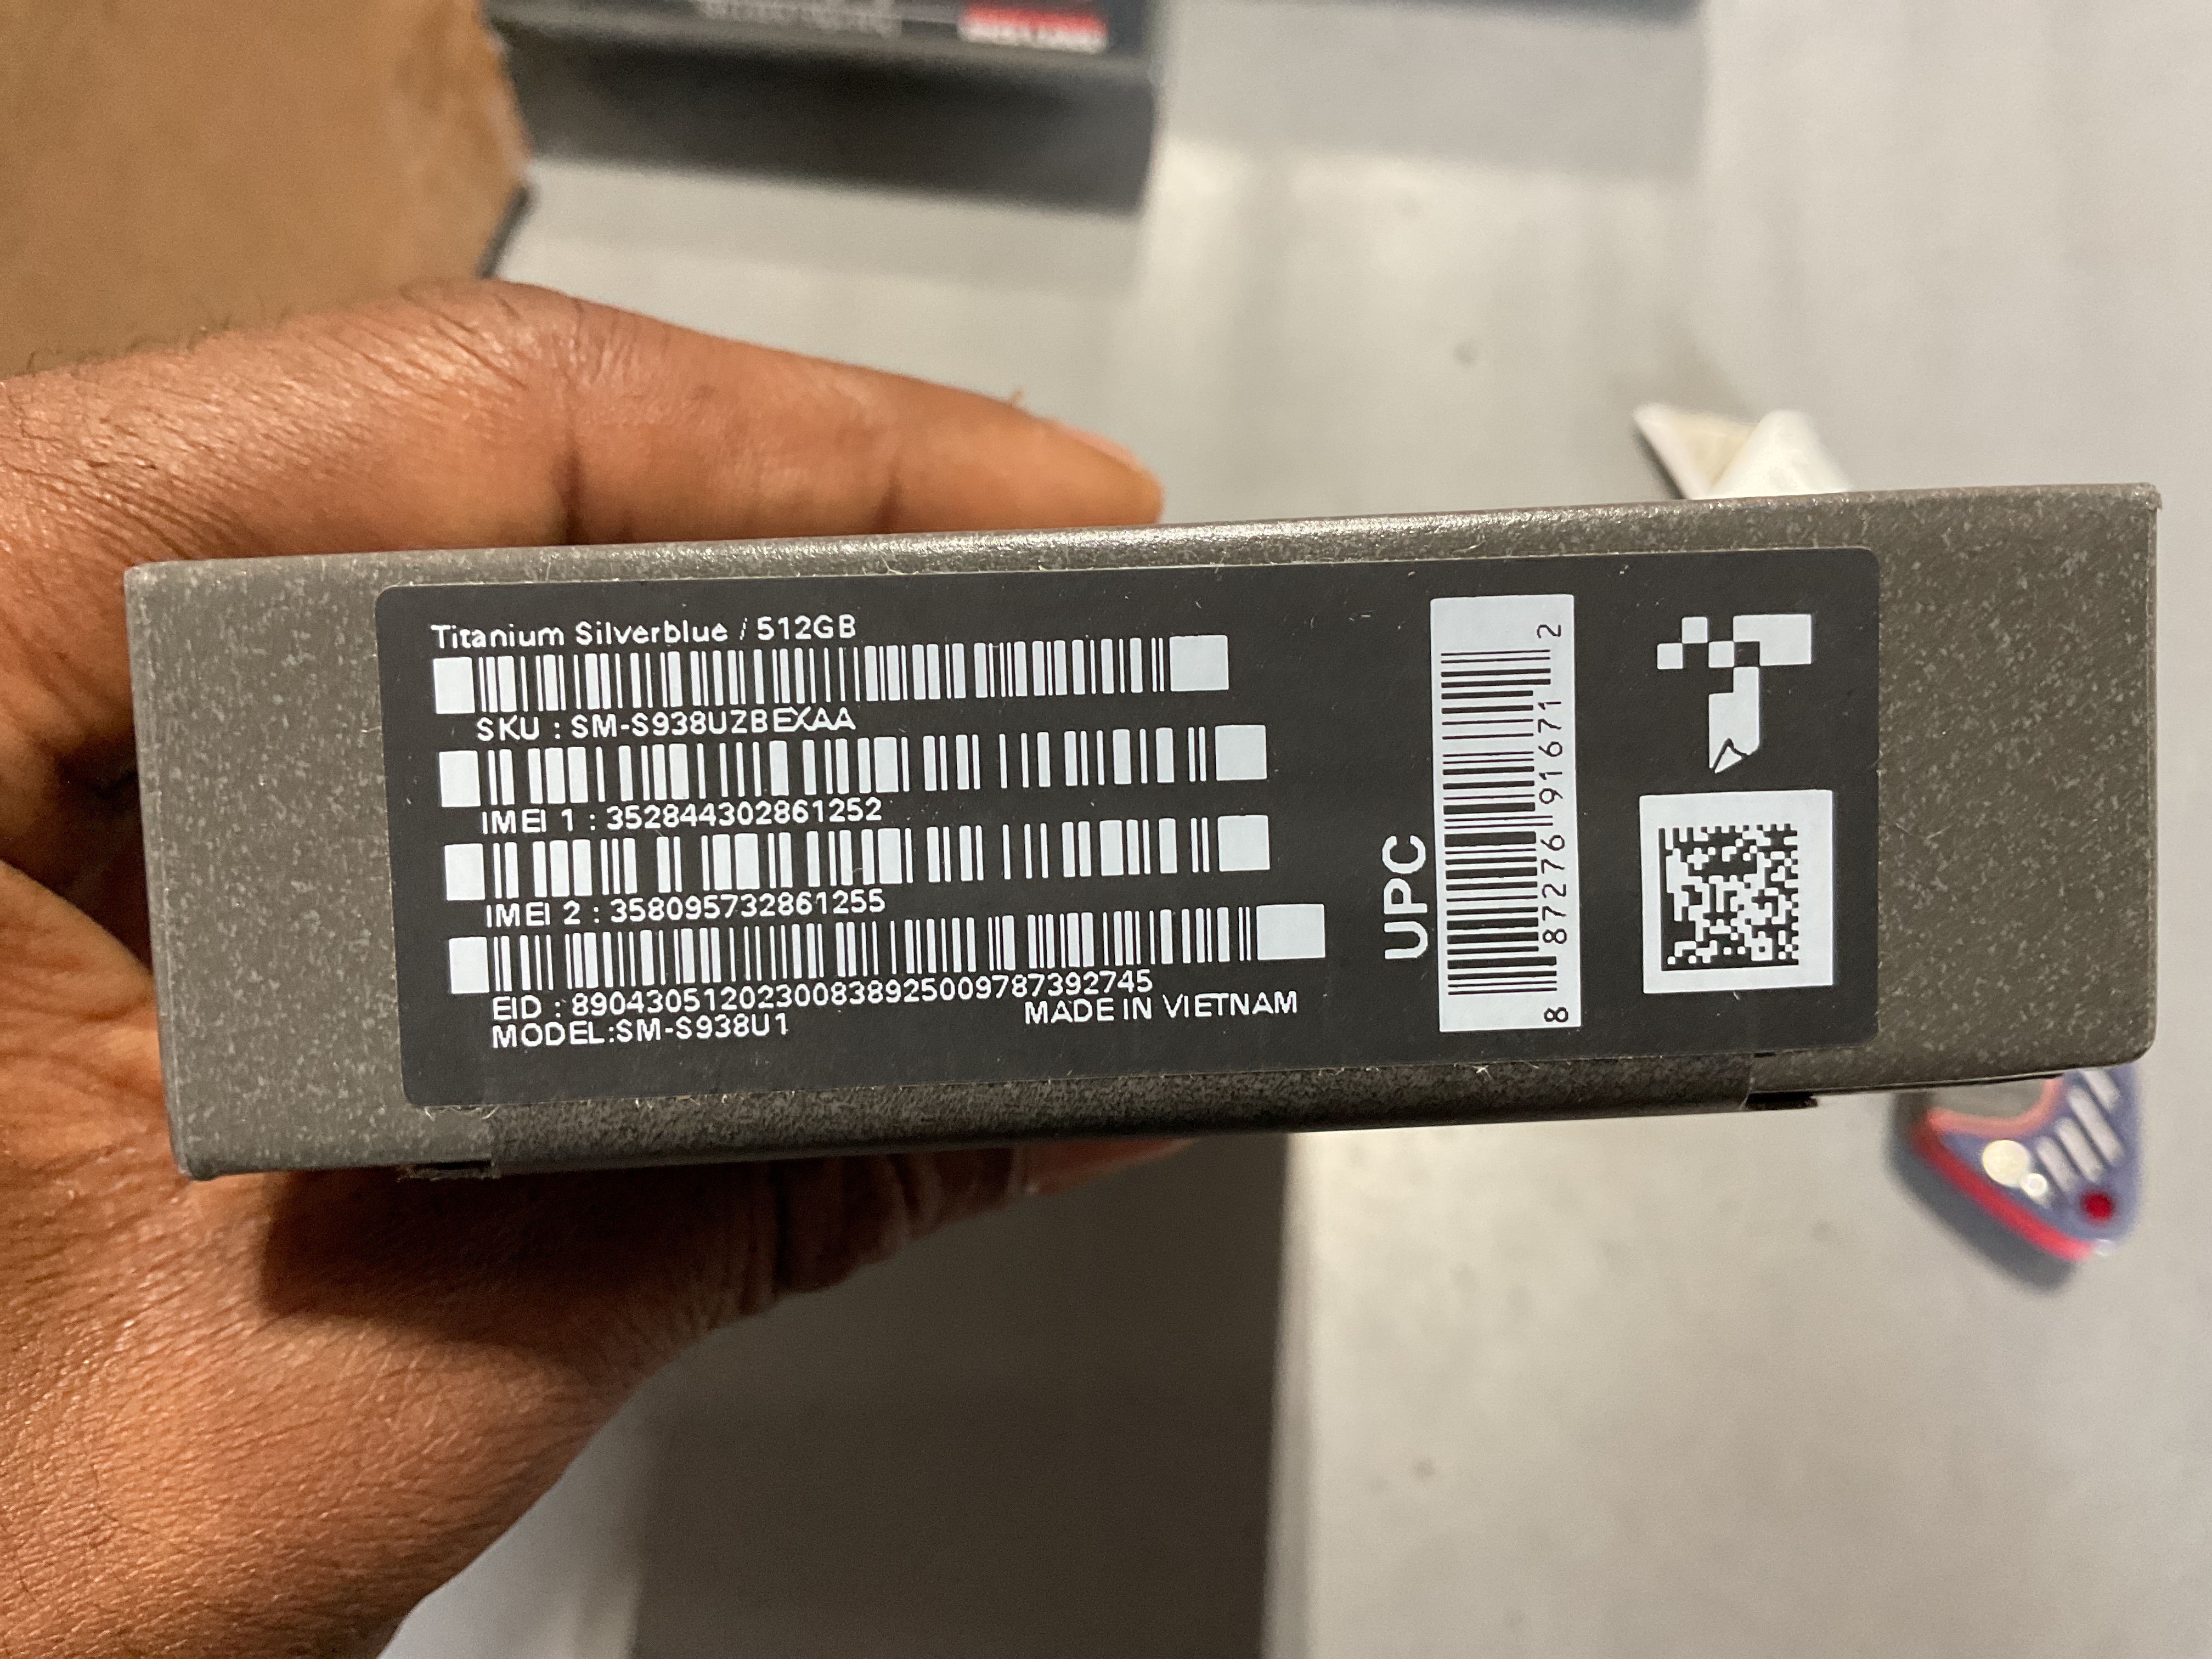 Titanium Silverblue / 512GB
SKU : SM-S938UZBEXAA
IMEI 1 : 352844302861252
IMEI 2 : 358095732861255
EID : 89043051202300838925009787392745
MODEL:SM-S938U1
MADE IN VIETNAM
UPC
8 87276 91671 2